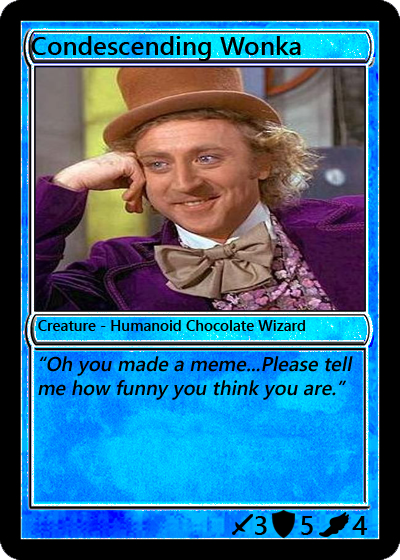 Condescending Wonka
Creature - Humanoid Chocolate Wizard
“Oh you made a meme...Please tell
me how funny you think you are.”
3 5 4